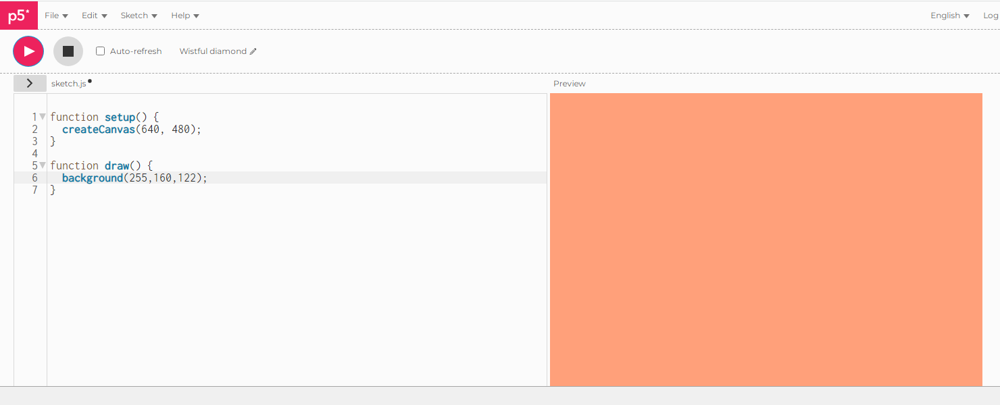 p5* File Edit Sketch Help English Log
Auto-refresh Wistful diamond
sketch.js Preview
1 function setup() {
2 createCanvas(640, 480);
3 }
4
5 function draw() {
6 background(255,160,122);
7 }